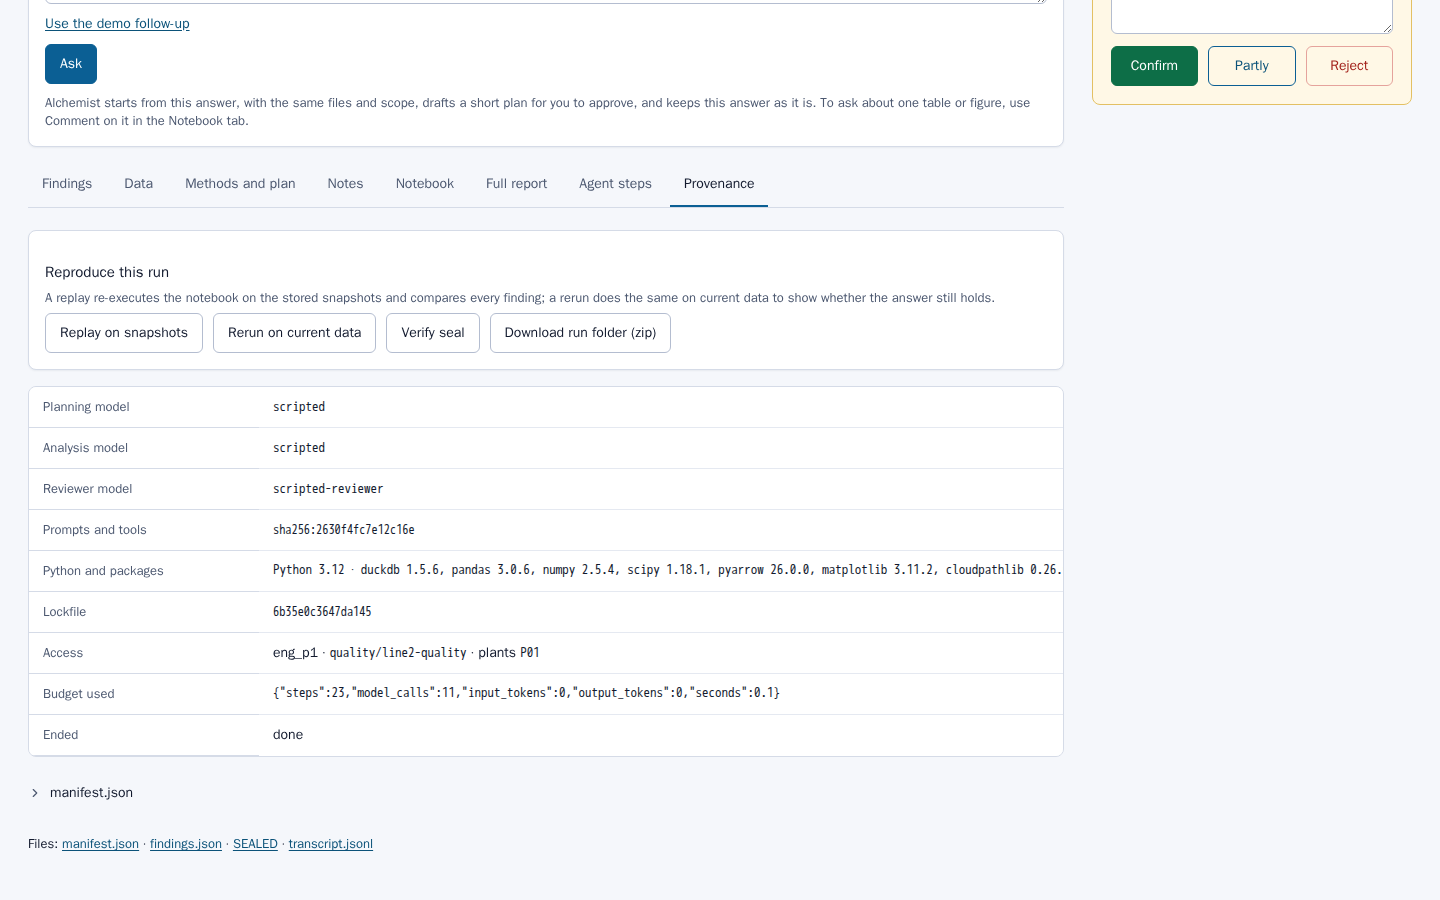 Use the demo follow-up
Ask
Alchemist starts from this answer, with the same files and scope, drafts a short plan for you to approve, and keeps this answer as it is. To ask about one table or figure, use
Comment on it in the Notebook tab.
Confirm Partly Reject
Findings Data Methods and plan Notes Notebook Full report Agent steps Provenance
Reproduce this run
A replay re-executes the notebook on the stored snapshots and compares every finding; a rerun does the same on current data to show whether the answer still holds.
Replay on snapshots Rerun on current data Verify seal Download run folder (zip)
Planning model scripted
Analysis model scripted
Reviewer model scripted-reviewer
Prompts and tools sha256:2630f4fc7e12c16e
Python and packages Python 3.12 · duckdb 1.5.6, pandas 3.0.6, numpy 2.5.4, scipy 1.18.1, pyarrow 26.0.0, matplotlib 3.11.2, cloudpathlib 0.26.
Lockfile 6b35e0c3647da145
Access eng_p1 · quality/line2-quality · plants P01
Budget used {"steps":23,"model_calls":11,"input_tokens":0,"output_tokens":0,"seconds":0.1}
Ended done
manifest.json
Files: manifest.json · findings.json · SEALED · transcript.jsonl